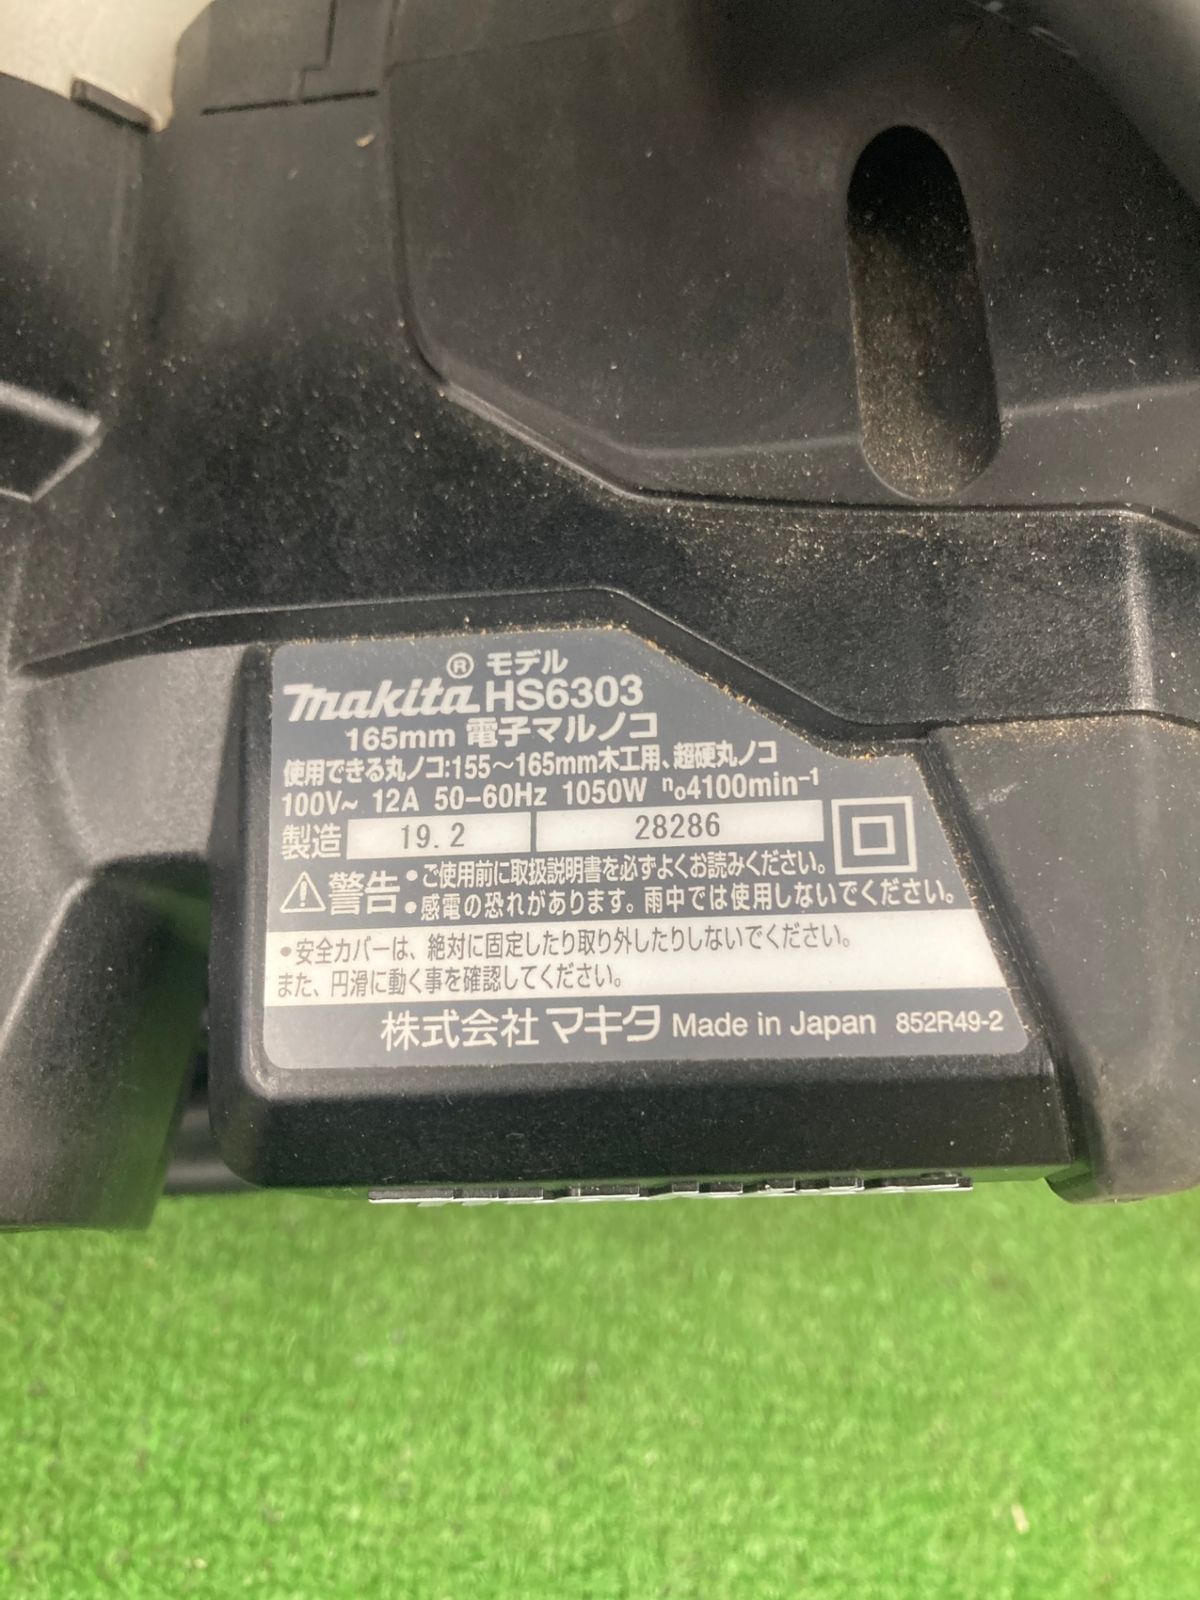 ® モデル
makita HS6303
165mm 電子マルノコ
使用できる丸ノコ:155～165mm木工用、超硬丸ノコ
100V~ 12A 50-60Hz 1050W n₀4100min⁻¹
製造 19.2 28286
⚠警告 •ご使用前に取扱説明書を必ずよくお読みください。
•感電の恐れがあります。雨中では使用しないでください。
•安全カバーは、絶対に固定したり取り外したりしないでください。
また、円滑に動く事を確認してください。
株式会社マキタ Made in Japan 852R49-2